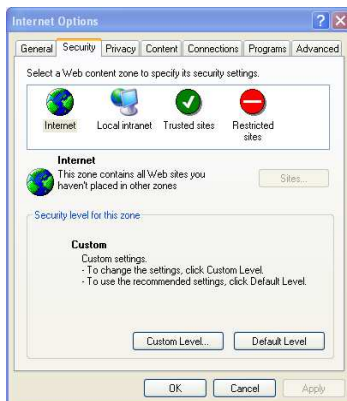 Internet Options
General Security Privacy Content Connections Programs Advanced
Select a Web content zone to specify its security settings.
Internet Local intranet Trusted sites Restricted
sites
Internet
This zone contains all Web sites you
haven't placed in other zones
Sites...
Security level for this zone
Custom
Custom settings.
- To change the settings, click Custom Level.
- To use the recommended settings, click Default Level.
Custom Level... Default Level
OK Cancel Apply